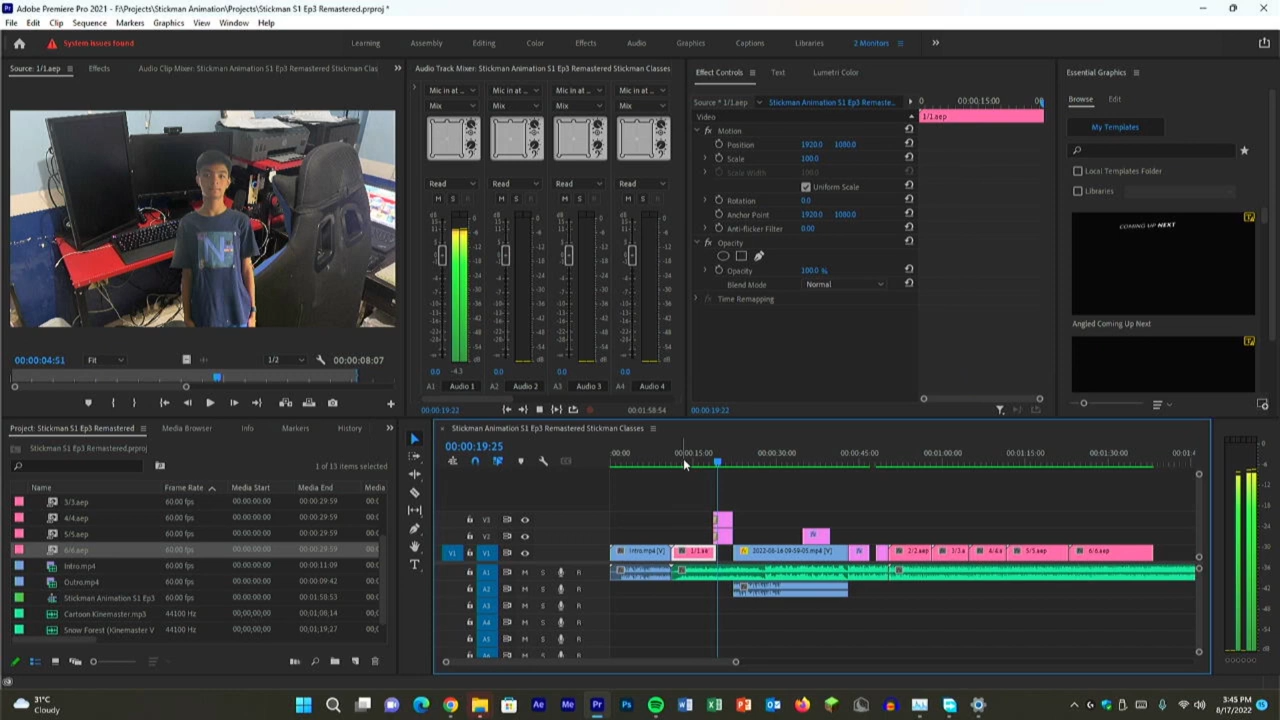 Adobe Premiere Pro 2021 - F:\Projects\Stickman Animation\Projects\Stickman S1 Ep3 Remastered.prproj *
File Edit Clip Sequence Markers Graphics View Window Help
System issues found
Learning Assembly Editing Color Effects Audio Graphics Captions Libraries 2 Monitors
Source: 1/1.aep Effects Audio Clip Mixer: Stickman Animation S1 Ep3 Remastered Stickman Clas
00:00:04:51 Fit 1/2 00:00:08:07
Audio Track Mixer: Stickman Animation S1 Ep3 Remastered Stickman Classes
Mic in at ... Mic in at ... Mic in at ... Mic in at ...
Mix Mix Mix Mix
Read Read Read Read
M S R M S R M S R M S R
0.0 -4.3 0.0 0.0 0.0
A1 Audio 1 A2 Audio 2 A3 Audio 3 A4 Audio 4
00:00:19:22 00:01:58:54
Effect Controls Text Lumetri Color
Source * 1/1.aep Stickman Animation S1 Ep3 Remaste...
00:00:15:00
Video 1/1.aep
fx Motion
Position 1920.0 1080.0
Scale 100.0
Scale Width 100.0
Uniform Scale
Rotation 0.0
Anchor Point 1920.0 1080.0
Anti-flicker Filter 0.00
fx Opacity
Opacity 100.0 %
Blend Mode Normal
fx Time Remapping
00:00:19:22
Essential Graphics
Browse Edit
My Templates
Local Templates Folder
Libraries
COMING UP NEXT
Angled Coming Up Next
Project: Stickman S1 Ep3 Remastered Media Browser Info Markers History
Stickman S1 Ep3 Remastered.prproj
1 of 13 items selected
Name Frame Rate Media Start Media End Media
3/3.aep 60.00 fps 00:00:00:00 00:00:29:59
4/4.aep 60.00 fps 00:00:00:00 00:00:29:59
5/5.aep 60.00 fps 00:00:00:00 00:00:29:59
6/6.aep 60.00 fps 00:00:00:00 00:00:29:59
Intro.mp4 60.00 fps 00:00:00:00 00:00:11:09
Outro.mp4 60.00 fps 00:00:00:00 00:00:09:42
Stickman Animation S1 Ep3 60.00 fps 00:00:00:00 00:01:58:53
Cartoon Kinemaster.mp3 44100 Hz
Snow Forest (Kinemaster V 44100 Hz
Stickman Animation S1 Ep3 Remastered Stickman Classes
00:00:19:25
:00:00 00:00:15:00 00:00:30:00 00:00:45:00 00:01:00:00 00:01:15:00 00:01:30:00
V3
V2
V1 V1 Intro.mp4 [V] 1/1.ae 2022-08-16 09-59-05.mp4 [V] 2/2.aep 3/3.a 4/4.a 5/5.aep 6/6.aep
A1 M S R
A2 M S R
A3 M S R
A4 M S R
A5 M S R
31°C
Cloudy
3:45 PM
8/17/2022